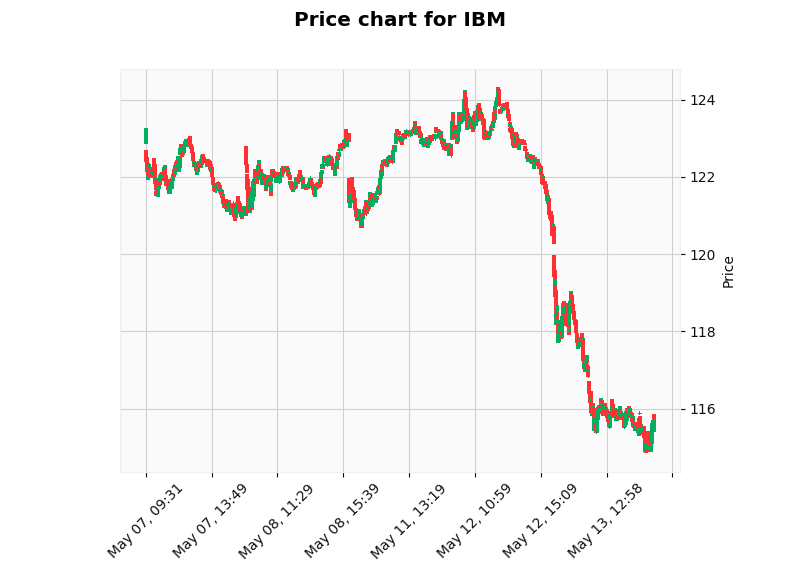 Price chart for IBM
124
122
120
118
116
Price
May 07, 09:31
May 07, 13:49
May 08, 11:29
May 08, 15:39
May 11, 13:19
May 12, 10:59
May 12, 15:09
May 13, 12:58